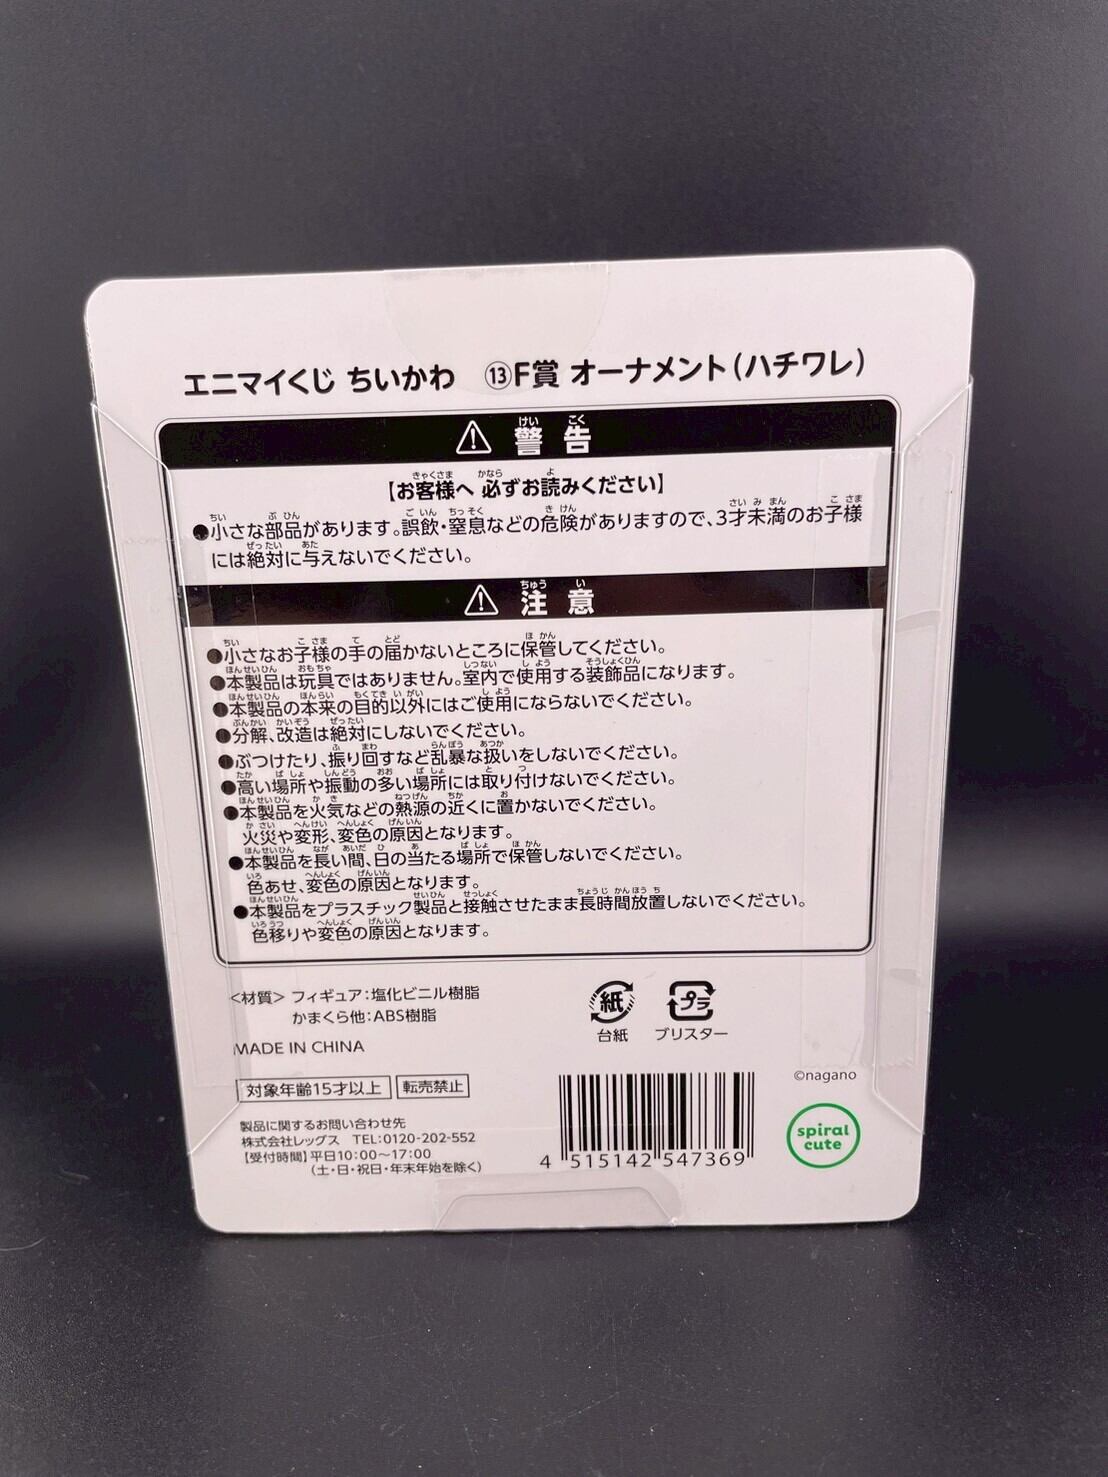 エニマイくじ ちいかわ ⑬F賞 オーナメント(ハチワレ)
⚠ 警告
【お客様へ 必ずお読みください】
●小さな部品があります。誤飲・窒息などの危険がありますので、3才未満のお子様
には絶対に与えないでください。
⚠ 注意
●小さなお子様の手の届かないところに保管してください。
●本製品は玩具ではありません。室内で使用する装飾品になります。
●本製品の本来の目的以外にはご使用にならないでください。
●分解、改造は絶対にしないでください。
●ぶつけたり、振り回すなど乱暴な扱いをしないでください。
●高い場所や振動の多い場所には取り付けないでください。
●本製品を火気などの熱源の近くに置かないでください。
火災や変形、変色の原因となります。
●本製品を長い間、日の当たる場所で保管しないでください。
色あせ、変色の原因となります。
●本製品をプラスチック製品と接触させたまま長時間放置しないでください。
色移りや変色の原因となります。
<材質> フィギュア:塩化ビニル樹脂
かまくら他:ABS樹脂
紙
台紙
プラ
ブリスター
MADE IN CHINA
対象年齢15才以上 転売禁止
製品に関するお問い合わせ先
株式会社レッグス TEL:0120-202-552
【受付時間】平日10:00〜17:00
(土・日・祝日・年末年始を除く)
4 515142 547369
©nagano
spiral
cute